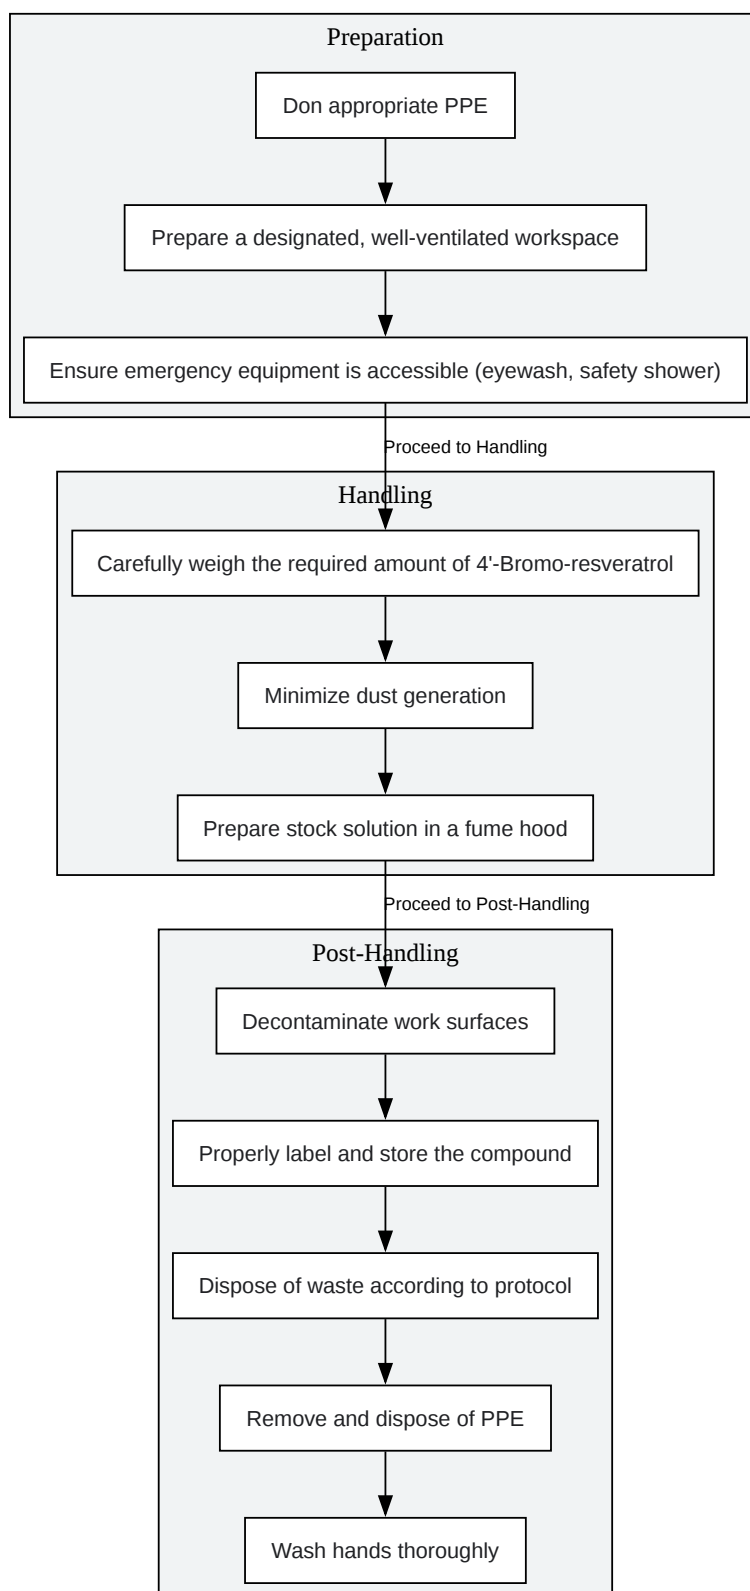 Preparation
Don appropriate PPE
Prepare a designated, well-ventilated workspace
Ensure emergency equipment is accessible (eyewash, safety shower)
Proceed to Handling
Handling
Carefully weigh the required amount of 4'-Bromo-resveratrol
Minimize dust generation
Prepare stock solution in a fume hood
Proceed to Post-Handling
Post-Handling
Decontaminate work surfaces
Properly label and store the compound
Dispose of waste according to protocol
Remove and dispose of PPE
Wash hands thoroughly